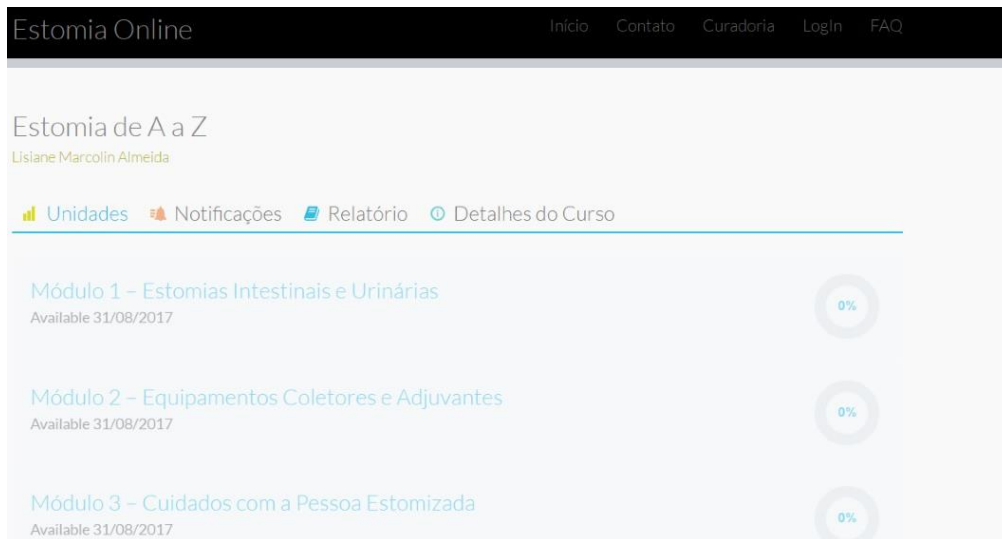 Estomia Online
Início Contato Curadoria LogIn FAQ
Estomia de A a Z
Lisiane Marcolin Almeida
Unidades Notificações Relatório Detalhes do Curso
Módulo 1 – Estomias Intestinais e Urinárias
Available 31/08/2017
0%
Módulo 2 – Equipamentos Coletores e Adjuvantes
Available 31/08/2017
0%
Módulo 3 – Cuidados com a Pessoa Estomizada
Available 31/08/2017
0%